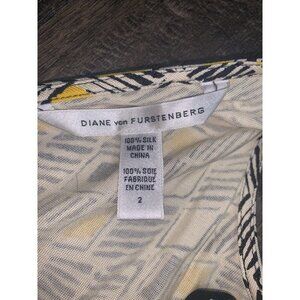 DIANE von FURSTENBERG
100% SILK
MADE IN
CHINA
100% SOIE
FABRIQUE
EN CHINE
2